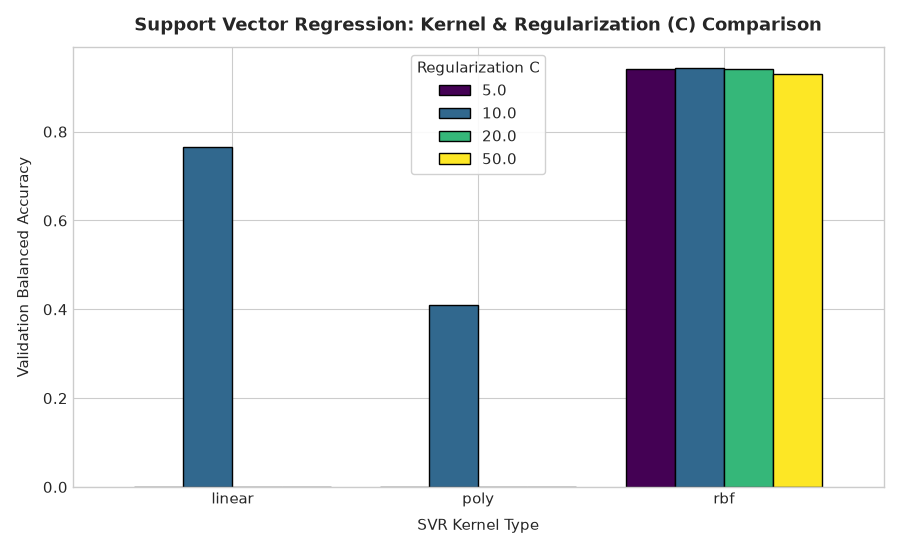 Support Vector Regression: Kernel & Regularization (C) Comparison
Regularization C
5.0
10.0
20.0
50.0
Validation Balanced Accuracy
0.8
0.6
0.4
0.2
0.0
linear
poly
rbf
SVR Kernel Type